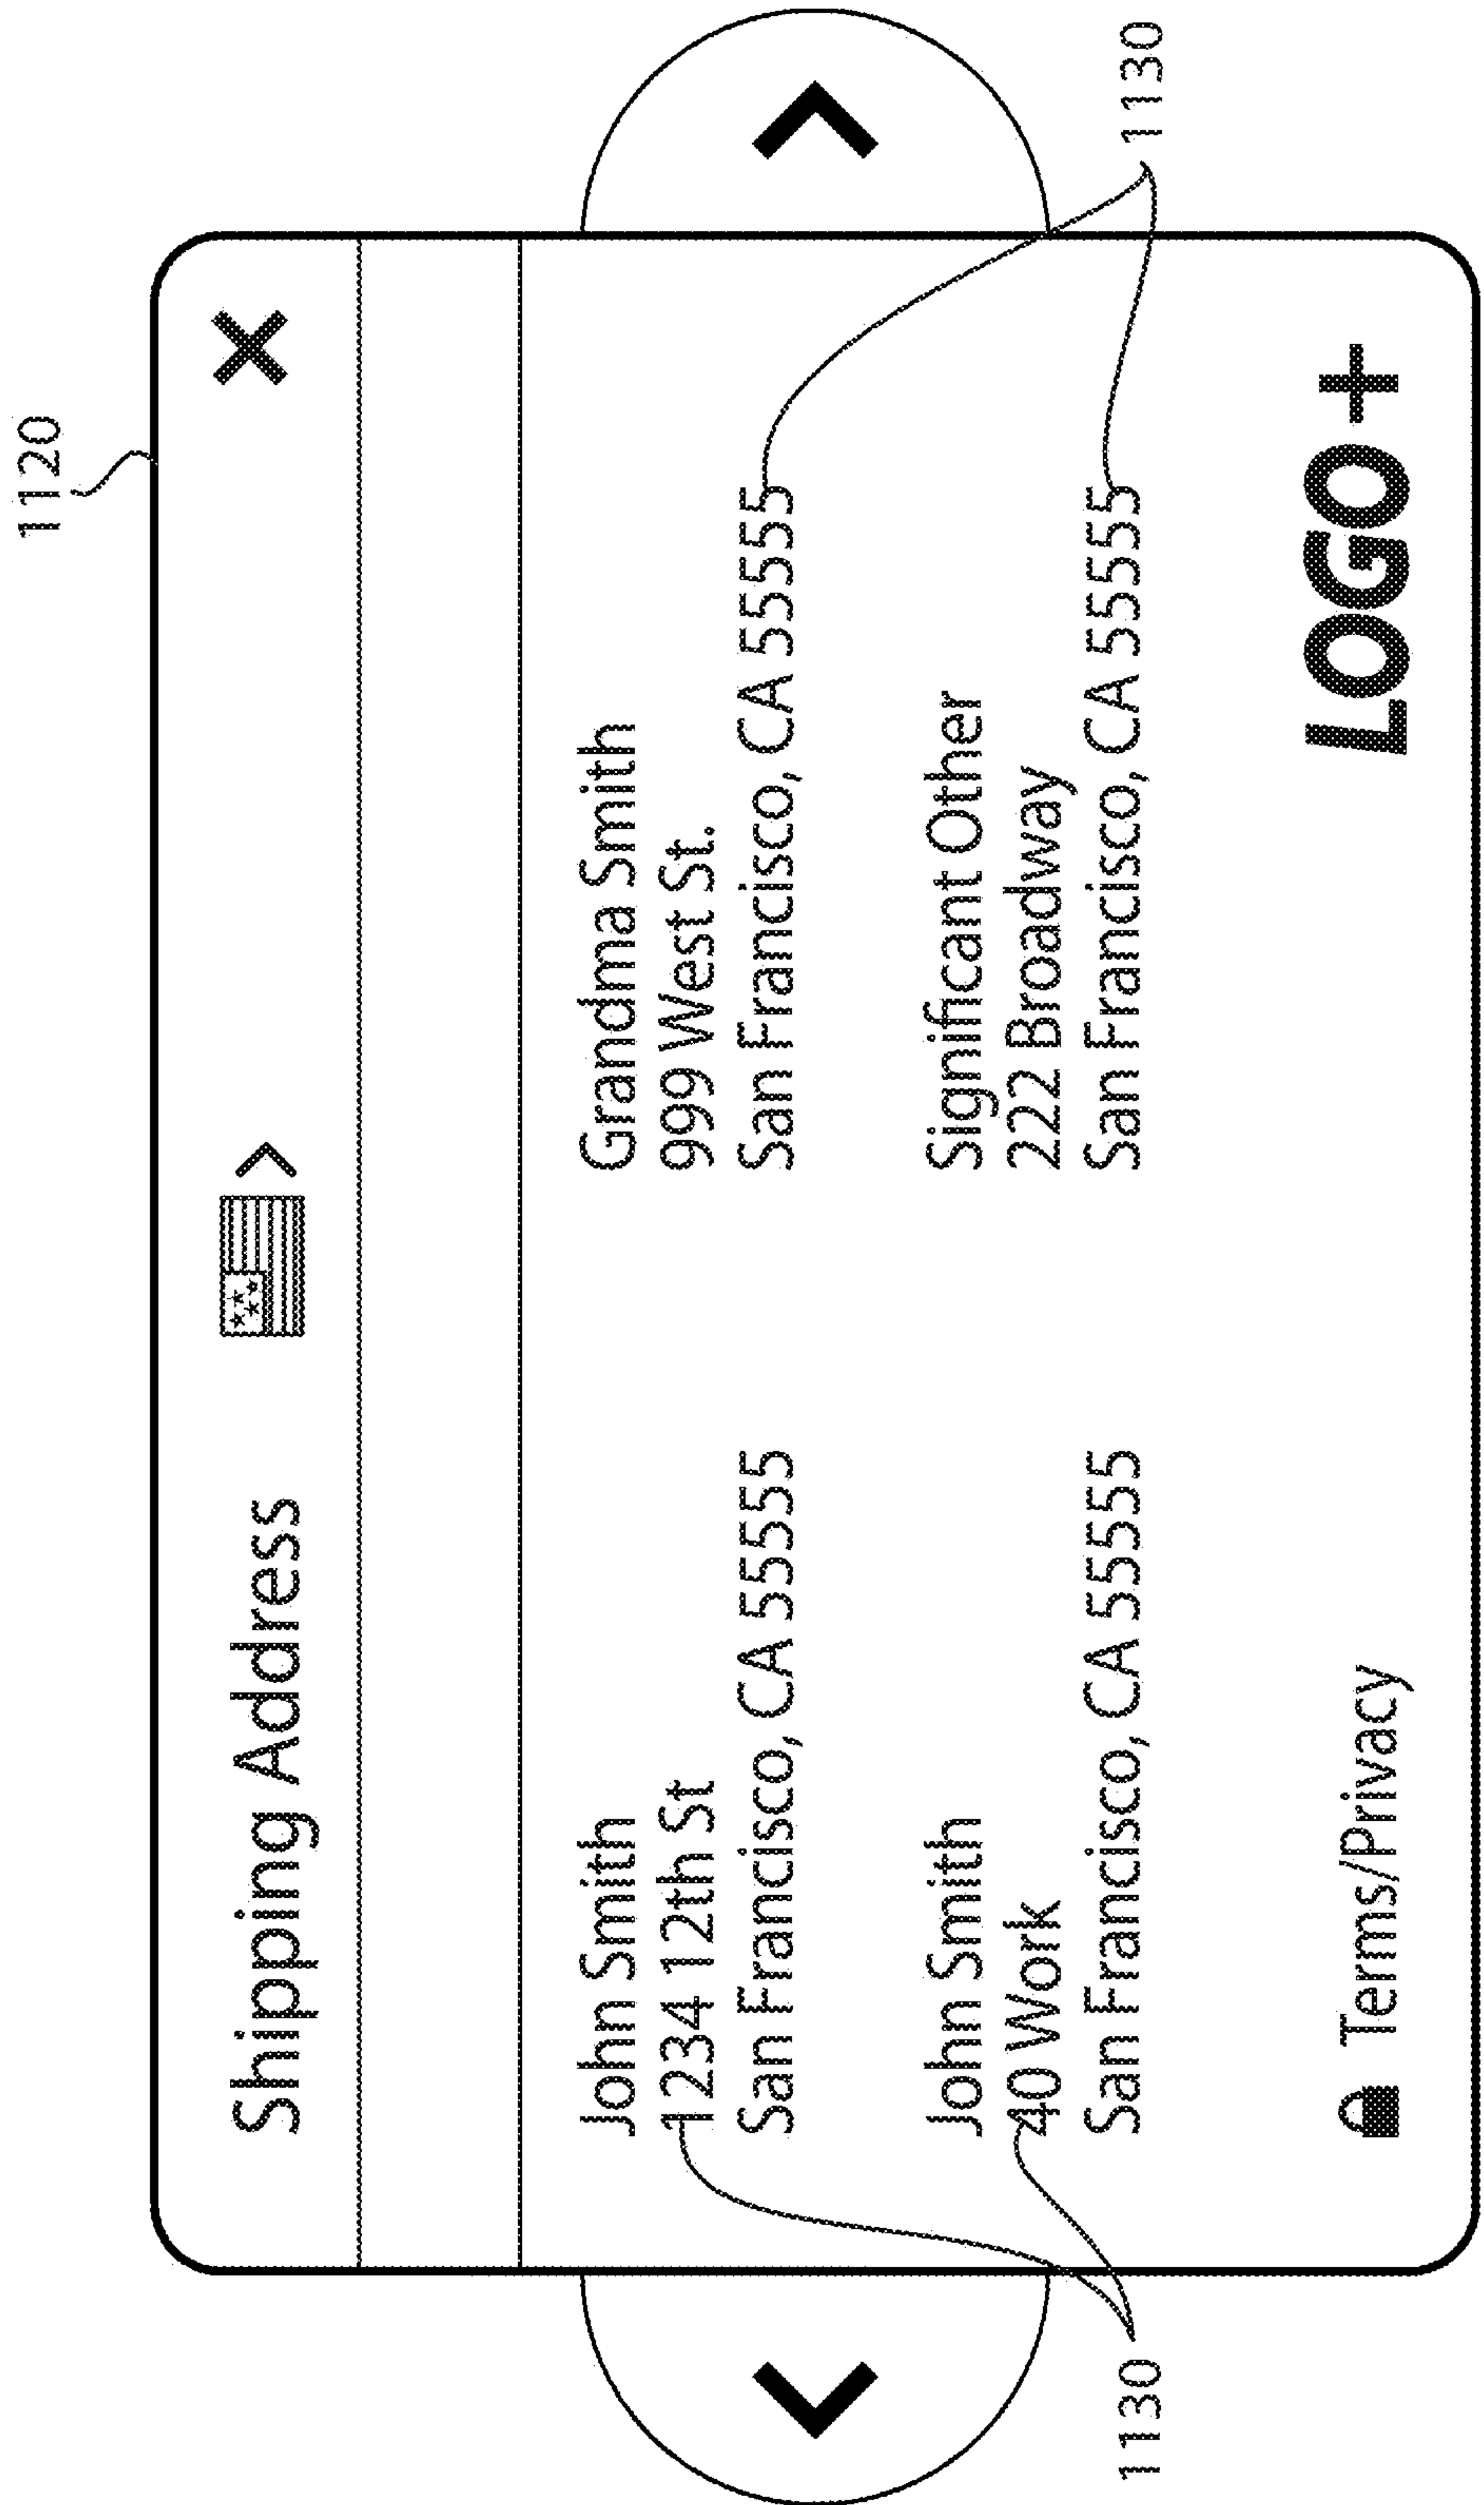 1120
Shipping Address
John Smith
1234 12th St
San Francisco, CA 55555
Grandma Smith
999 West St.
San Francisco, CA 55555
John Smith
40 Work
San Francisco, CA 55555
Significant Other
222 Broadway
San Francisco, CA 55555
1130
1130
Terms/Privacy
LOGO +